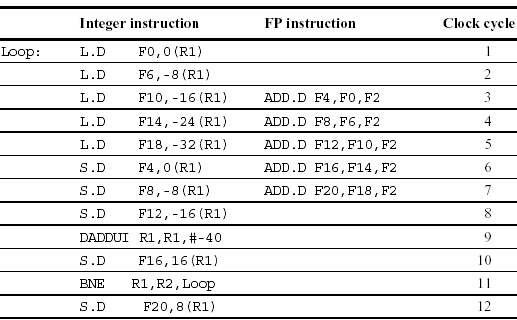 Integer instruction FP instruction Clock cycle
Loop: L.D F0,0(R1) 1
L.D F6,-8(R1) 2
L.D F10,-16(R1) ADD.D F4,F0,F2 3
L.D F14,-24(R1) ADD.D F8,F6,F2 4
L.D F18,-32(R1) ADD.D F12,F10,F2 5
S.D F4,0(R1) ADD.D F16,F14,F2 6
S.D F8,-8(R1) ADD.D F20,F18,F2 7
S.D F12,-16(R1) 8
DADDUI R1,R1,#-40 9
S.D F16,16(R1) 10
BNE R1,R2,Loop 11
S.D F20,8(R1) 12